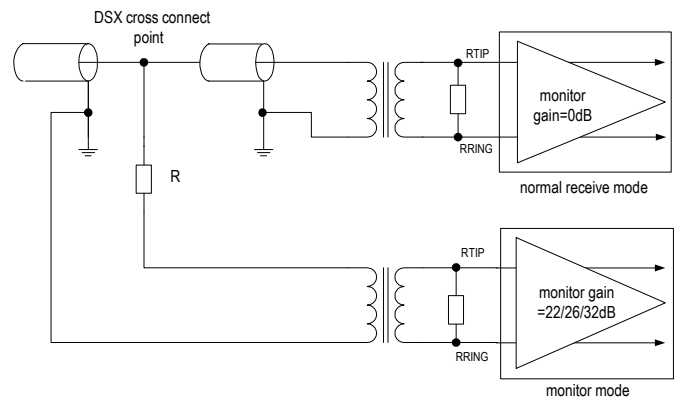 DSX cross connect
point
RTIP
monitor
gain=0dB
RRING
normal receive mode
R
RTIP
monitor gain
=22/26/32dB
RRING
monitor mode